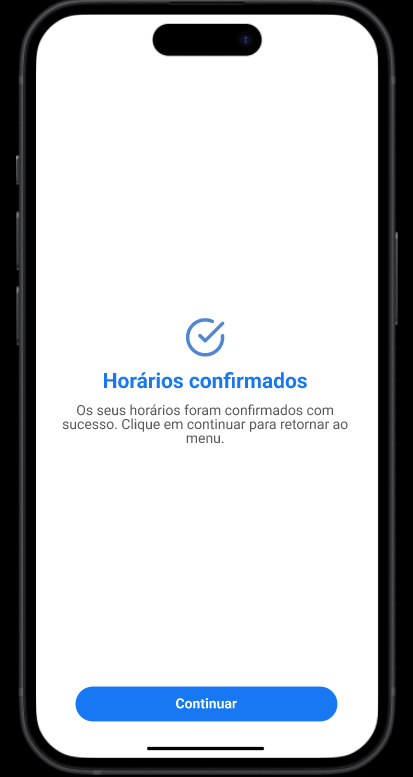 Horários confirmados
Os seus horários foram confirmados com
sucesso. Clique em continuar para retornar ao
menu.
Continuar